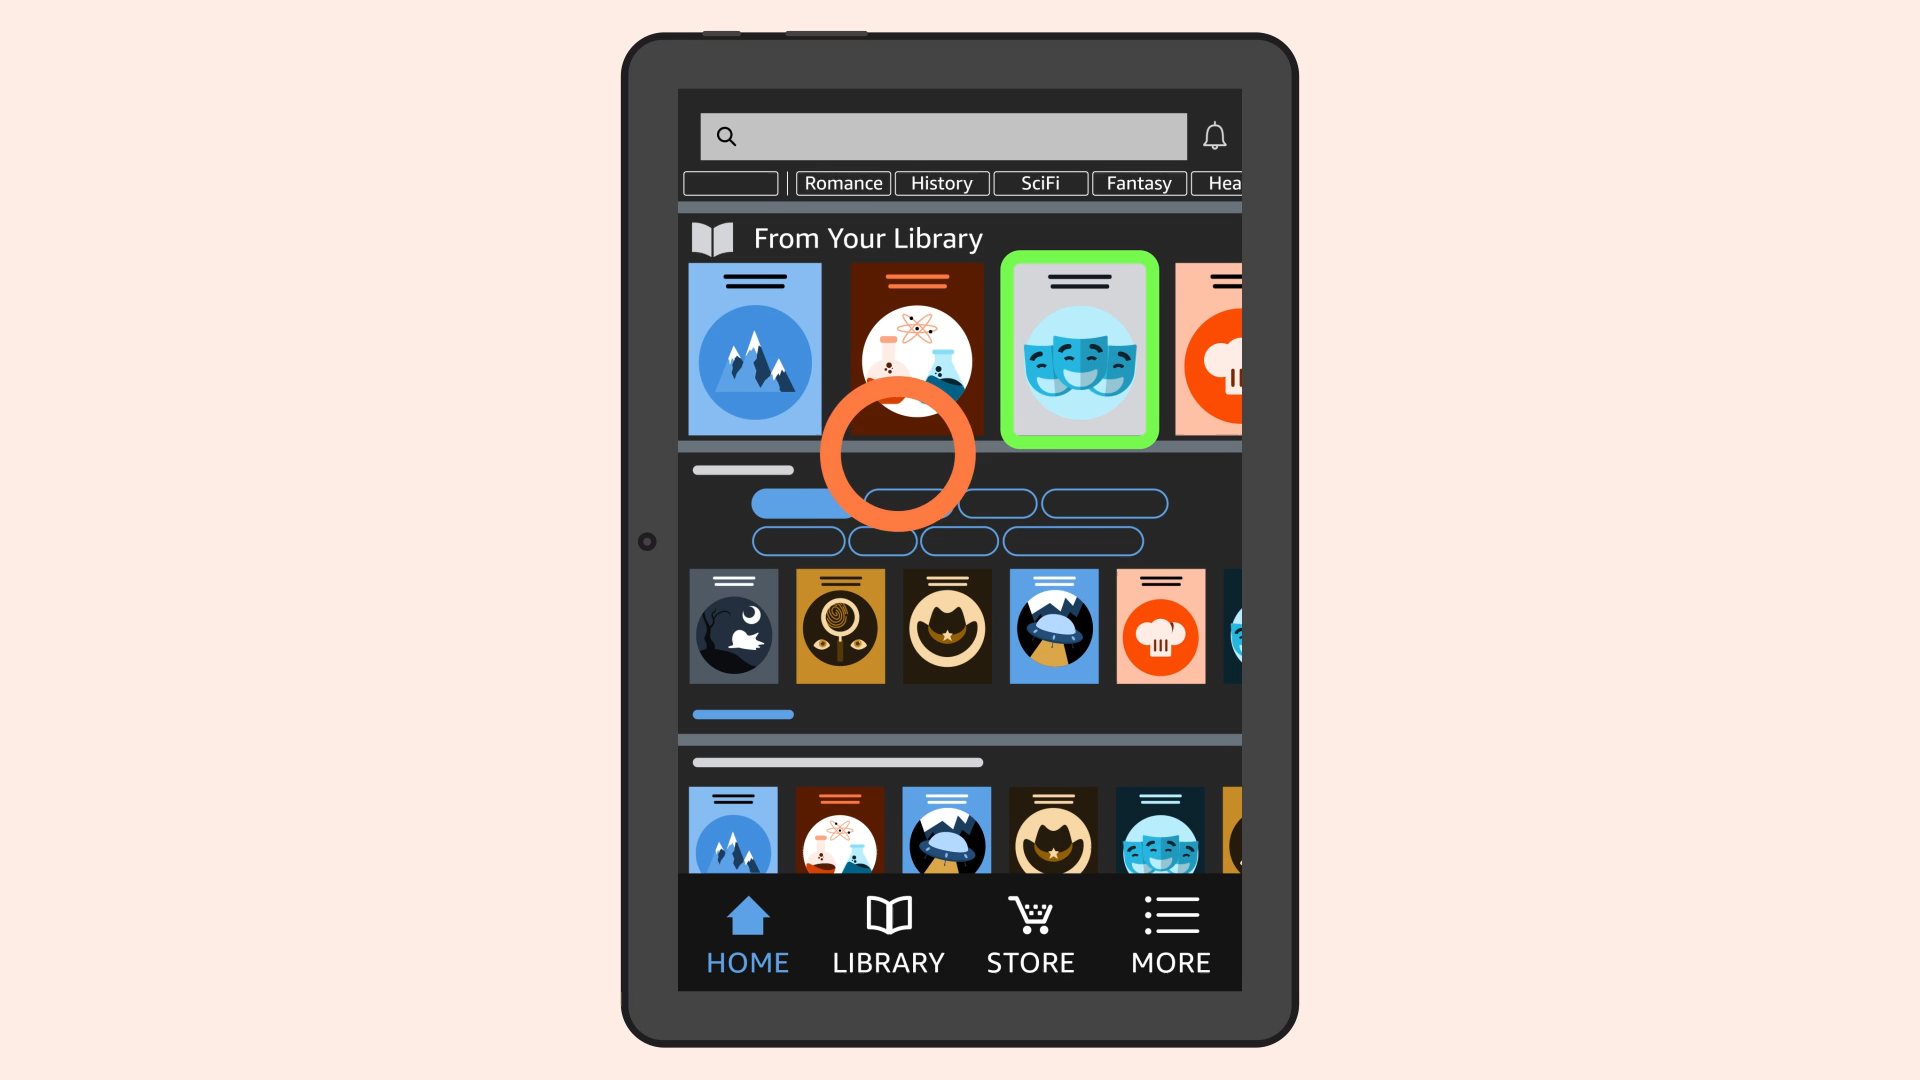 Romance
History
SciFi
Fantasy
Hea
From Your Library
HOME
LIBRARY
STORE
MORE